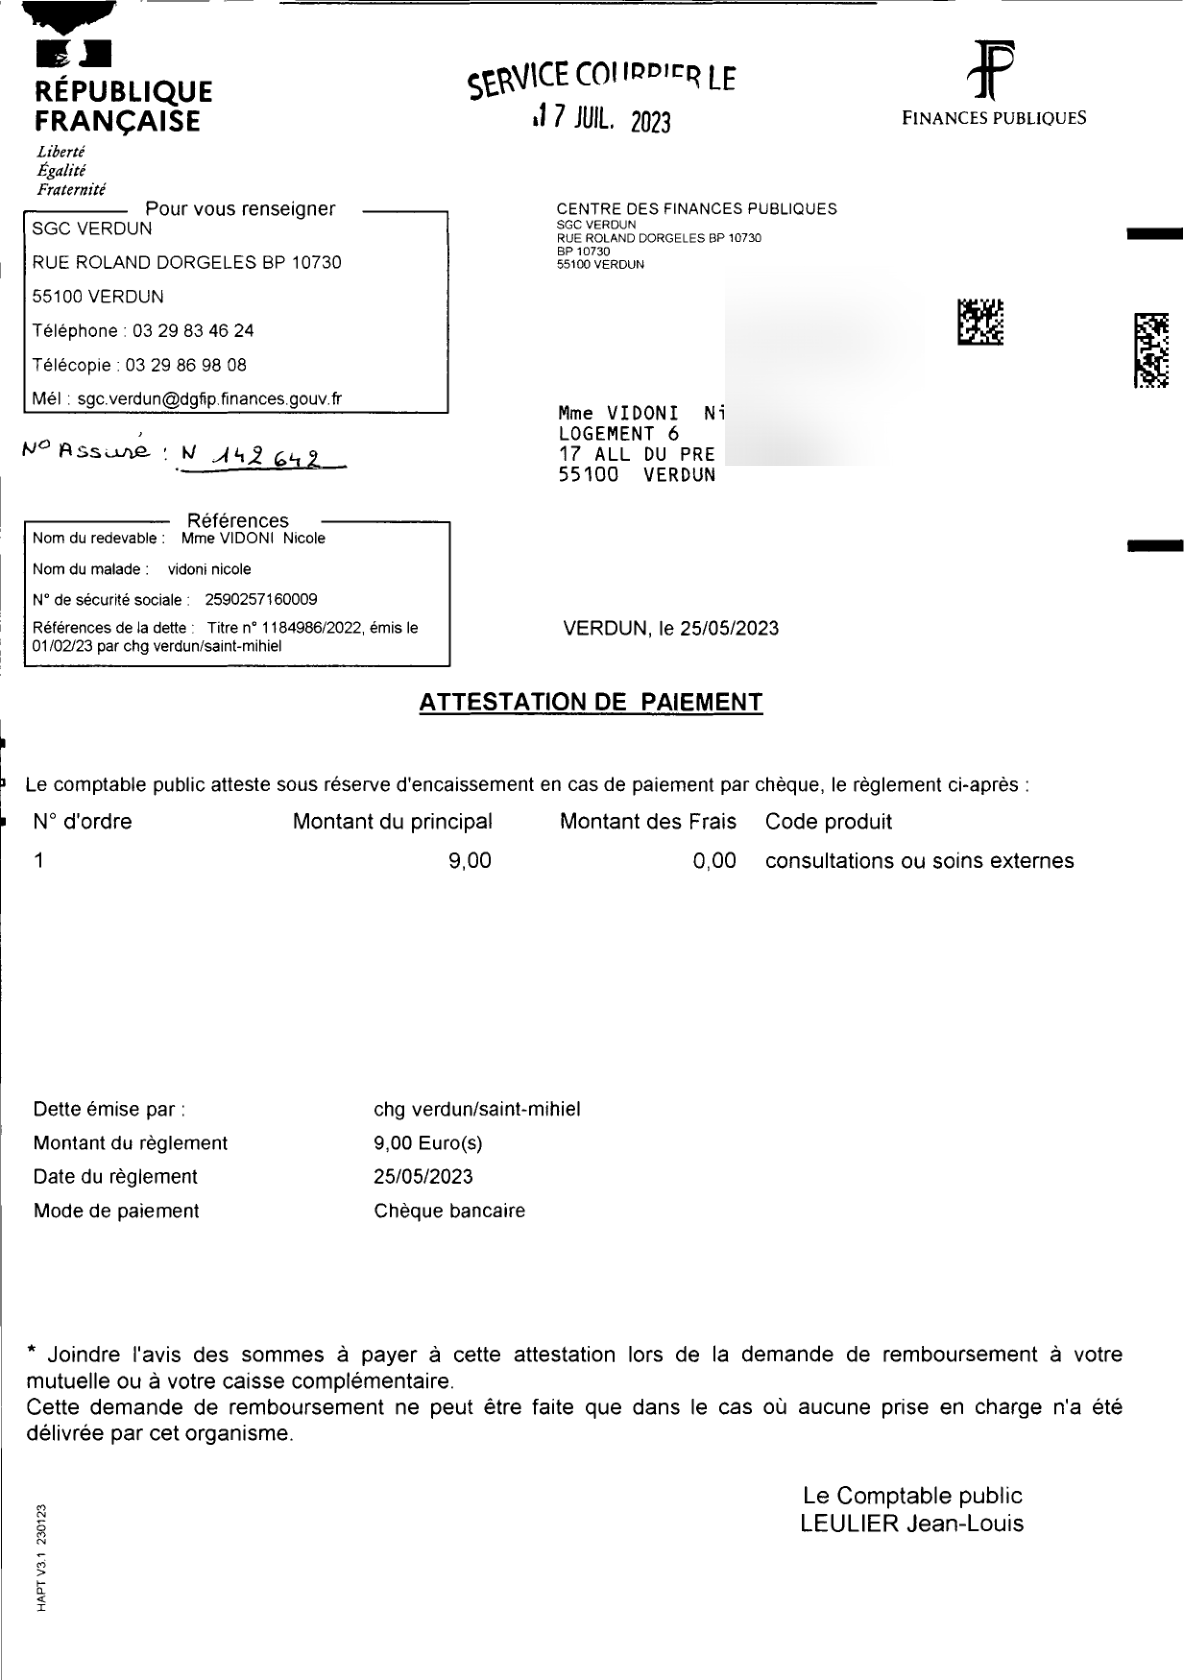 RÉPUBLIQUE
FRANÇAISE
Liberté
Égalité
Fraternité
SERVICE COURRIER LE
17 JUIL. 2023
FINANCES PUBLIQUES
Pour vous renseigner
SGC VERDUN
RUE ROLAND DORGELES BP 10730
55100 VERDUN
Téléphone : 03 29 83 46 24
Télécopie : 03 29 86 98 08
Mél : sgc.verdun@dgfip.finances.gouv.fr
CENTRE DES FINANCES PUBLIQUES
SGC VERDUN
RUE ROLAND DORGELES BP 10730
BP 10730
55100 VERDUN
Mme VIDONI Ni
LOGEMENT 6
17 ALL DU PRE
55100 VERDUN
N° Assuré : N 142 642
Références
Nom du redevable : Mme VIDONI Nicole
Nom du malade : vidoni nicole
N° de sécurité sociale : 2590257160009
Références de la dette : Titre n° 1184986/2022, émis le
01/02/23 par chg verdun/saint-mihiel
VERDUN, le 25/05/2023
ATTESTATION DE PAIEMENT
Le comptable public atteste sous réserve d'encaissement en cas de paiement par chèque, le règlement ci-après :
N° d'ordre Montant du principal Montant des Frais Code produit
1 9,00 0,00 consultations ou soins externes
Dette émise par : chg verdun/saint-mihiel
Montant du règlement 9,00 Euro(s)
Date du règlement 25/05/2023
Mode de paiement Chèque bancaire
* Joindre l'avis des sommes à payer à cette attestation lors de la demande de remboursement à votre
mutuelle ou à votre caisse complémentaire.
Cette demande de remboursement ne peut être faite que dans le cas où aucune prise en charge n'a été
délivrée par cet organisme.
Le Comptable public
LEULIER Jean-Louis
HAPT V3.1 230123